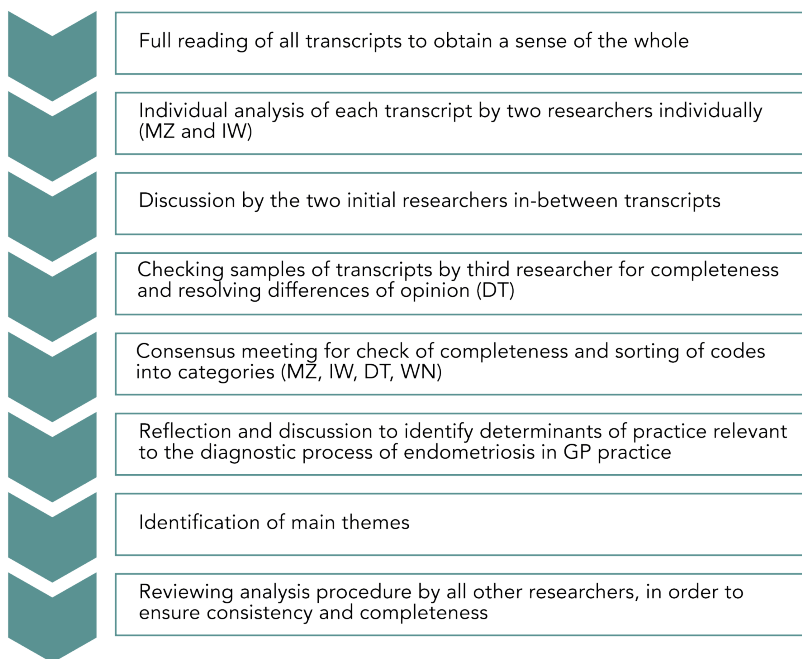 Full reading of all transcripts to obtain a sense of the whole
Individual analysis of each transcript by two researchers individually
(MZ and IW)
Discussion by the two initial researchers in-between transcripts
Checking samples of transcripts by third researcher for completeness
and resolving differences of opinion (DT)
Consensus meeting for check of completeness and sorting of codes
into categories (MZ, IW, DT, WN)
Reflection and discussion to identify determinants of practice relevant
to the diagnostic process of endometriosis in GP practice
Identification of main themes
Reviewing analysis procedure by all other researchers, in order to
ensure consistency and completeness